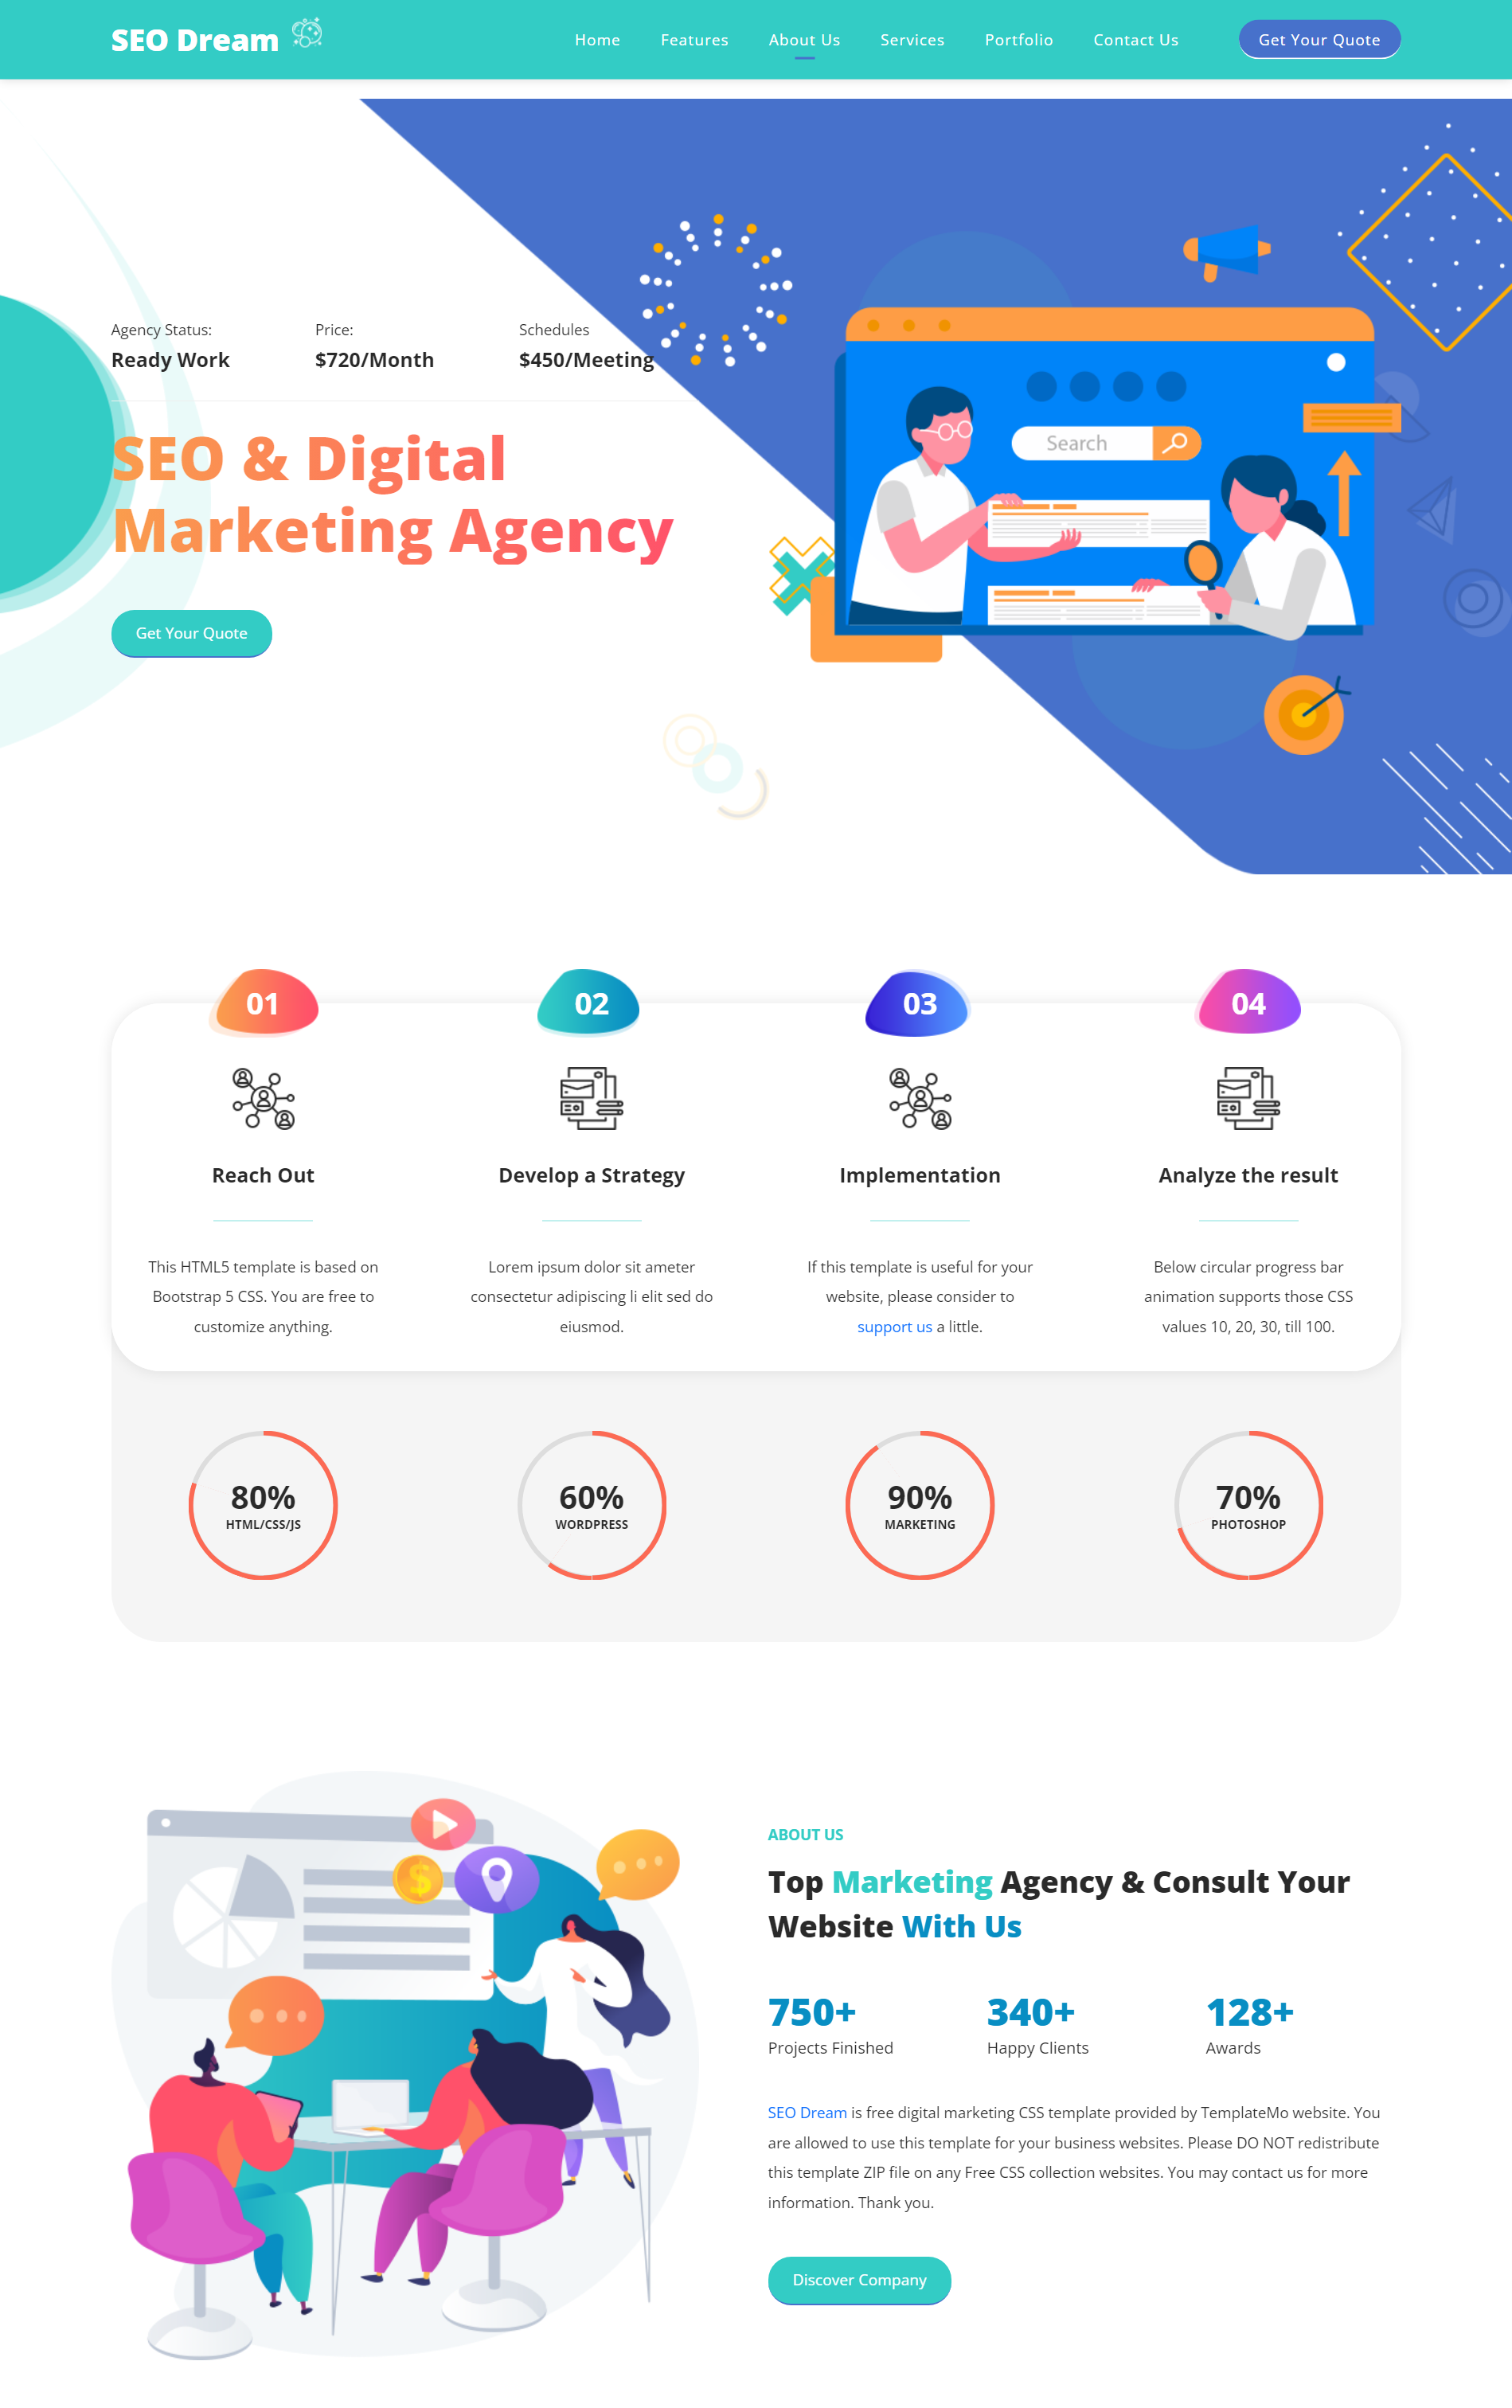 SEO Dream
Home Features About Us Services Portfolio Contact Us Get Your Quote
Agency Status: Price: Schedules
Ready Work $720/Month $450/Meeting
SEO & Digital
Marketing Agency
Get Your Quote
Search
01 02 03 04
Reach Out Develop a Strategy Implementation Analyze the result
This HTML5 template is based on
Bootstrap 5 CSS. You are free to
customize anything.
Lorem ipsum dolor sit ameter
consectetur adipiscing li elit sed do
eiusmod.
If this template is useful for your
website, please consider to
support us a little.
Below circular progress bar
animation supports those CSS
values 10, 20, 30, till 100.
80% 60% 90% 70%
HTML/CSS/JS WORDPRESS MARKETING PHOTOSHOP
$
ABOUT US
Top Marketing Agency & Consult Your
Website With Us
750+ 340+ 128+
Projects Finished Happy Clients Awards
SEO Dream is free digital marketing CSS template provided by TemplateMo website. You
are allowed to use this template for your business websites. Please DO NOT redistribute
this template ZIP file on any Free CSS collection websites. You may contact us for more
information. Thank you.
Discover Company